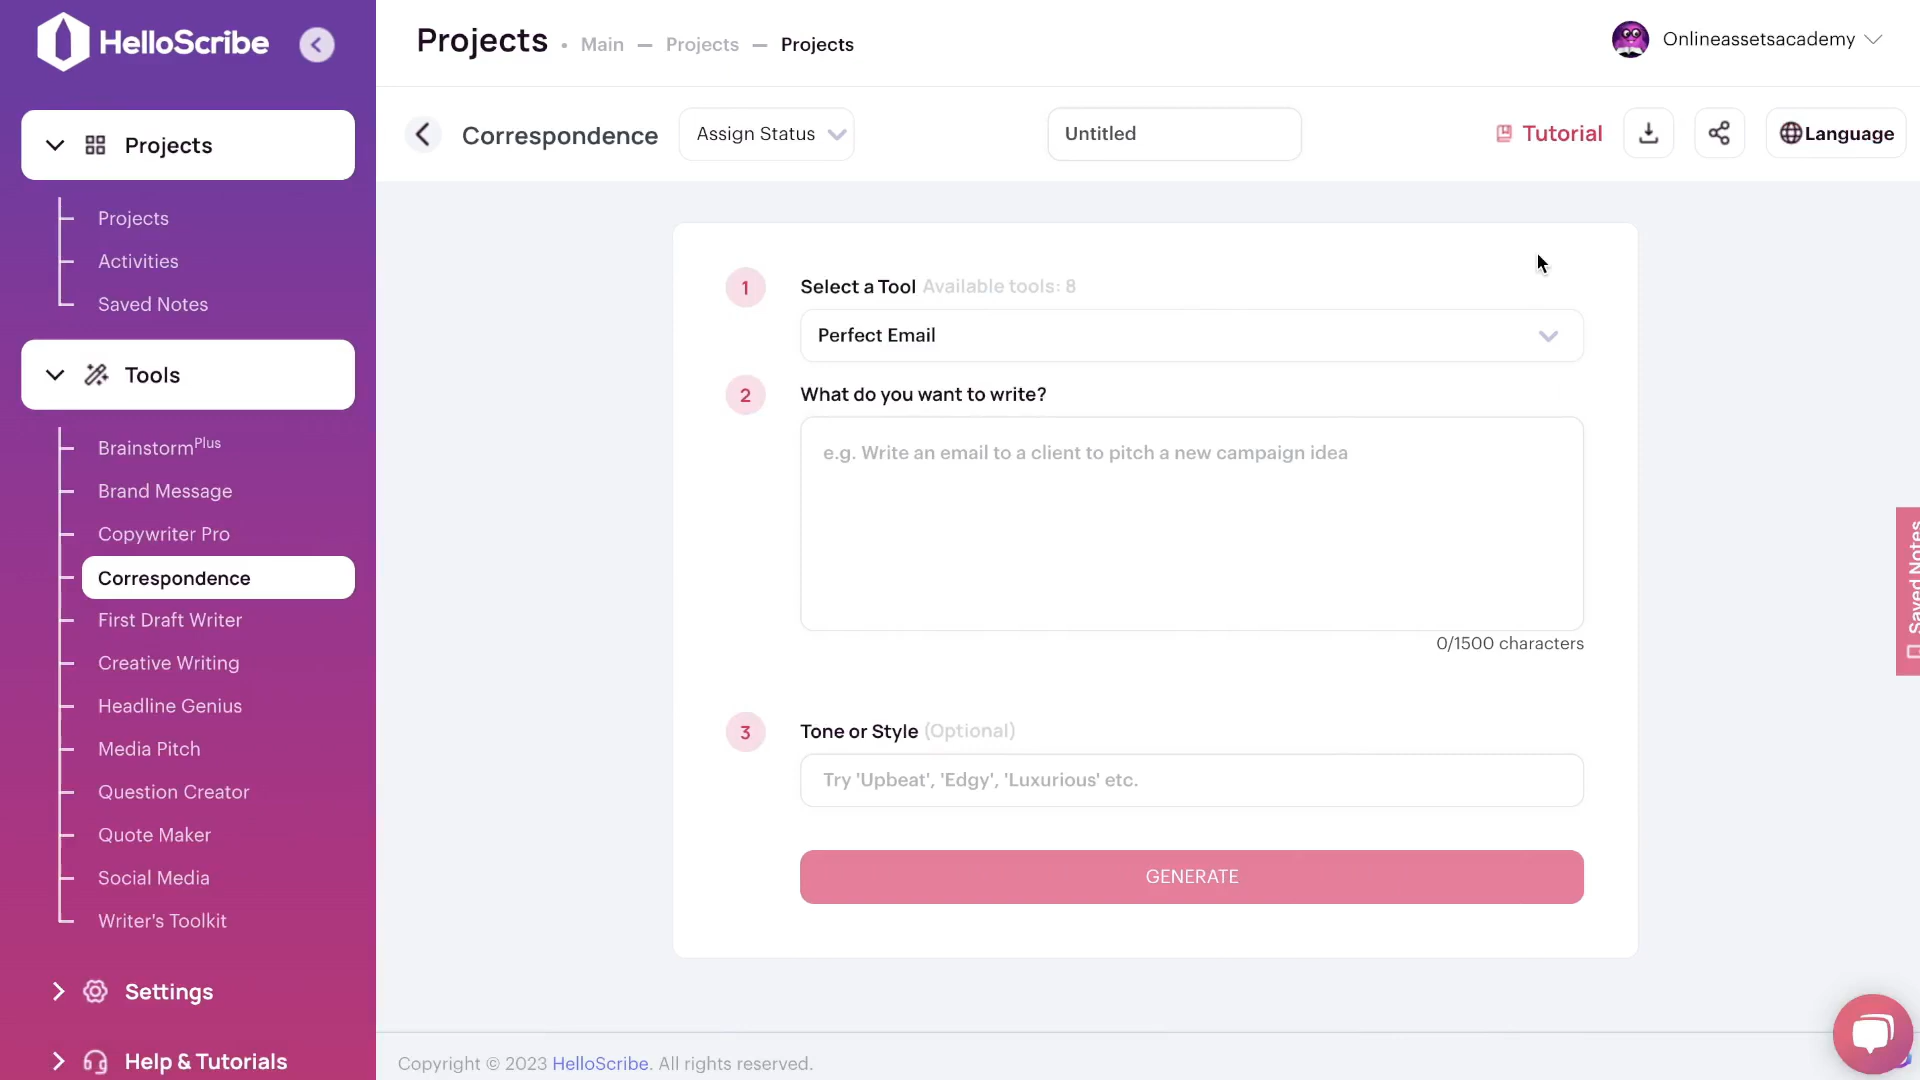 HelloScribe
Projects
Projects
Activities
Saved Notes
Tools
BrainstormPlus
Brand Message
Copywriter Pro
Correspondence
First Draft Writer
Creative Writing
Headline Genius
Media Pitch
Question Creator
Quote Maker
Social Media
Writer's Toolkit
Settings
Help & Tutorials
Projects • Main — Projects — Projects
Onlineassetsacademy
Correspondence
Assign Status
Untitled
Tutorial
Language
1
Select a Tool Available tools: 8
Perfect Email
2
What do you want to write?
e.g. Write an email to a client to pitch a new campaign idea
0/1500 characters
3
Tone or Style (Optional)
Try 'Upbeat', 'Edgy', 'Luxurious' etc.
GENERATE
Saved Notes
Copyright © 2023 HelloScribe. All rights reserved.